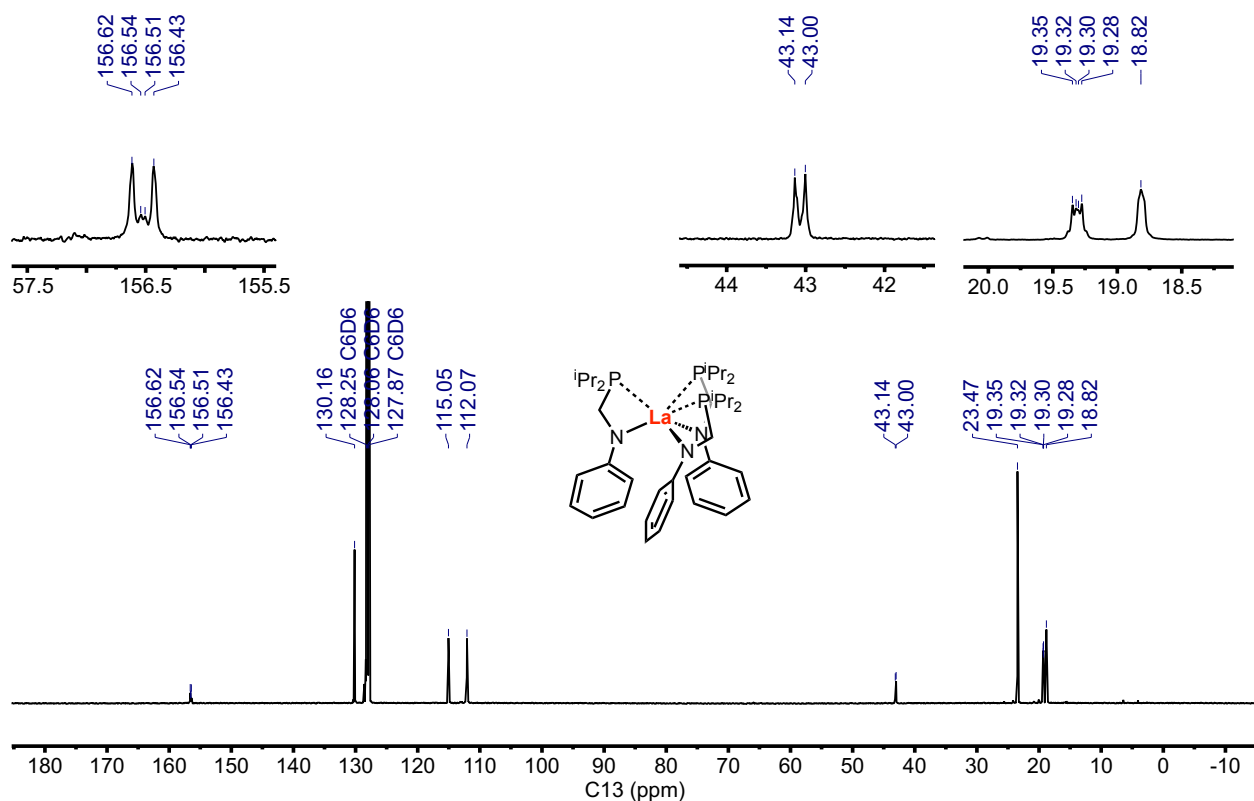 156.62
156.54
156.51
156.43
43.14
43.00
19.35
19.32
19.30
19.28
18.82
57.5 156.5 155.5
44 43 42
20.0 19.5 19.0 18.5
156.62
156.54
156.51
156.43
130.16
128.25 C6D6
128.06 C6D6
127.87 C6D6
115.05
112.07
43.14
43.00
23.47
19.35
19.32
19.30
19.28
18.82
iPr2P
PiPr2
PiPr2
La
N
N
N
180 170 160 150 140 130 120 110 100 90 80 70 60 50 40 30 20 10 0 -10
C13 (ppm)